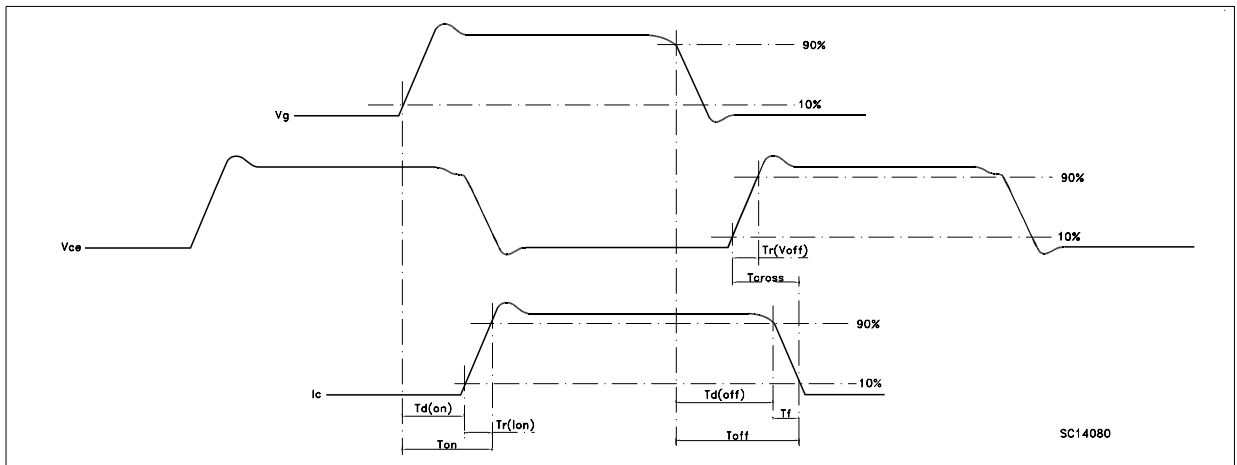 90%
10%
Vg
90%
Vce
10%
Tr(Voff)
Tcross
90%
10%
Ic
Td(on)
Td(off)
Tf
Tr(Ion)
Ton
Toff
SC14080